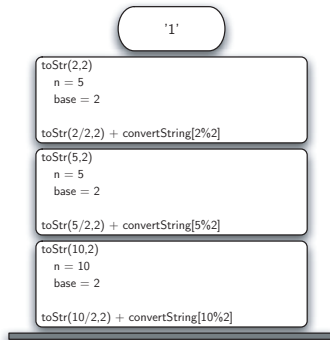 '1'
toStr(2,2)
n = 5
base = 2
toStr(2/2,2) + convertString[2%2]
toStr(5,2)
n = 5
base = 2
toStr(5/2,2) + convertString[5%2]
toStr(10,2)
n = 10
base = 2
toStr(10/2,2) + convertString[10%2]